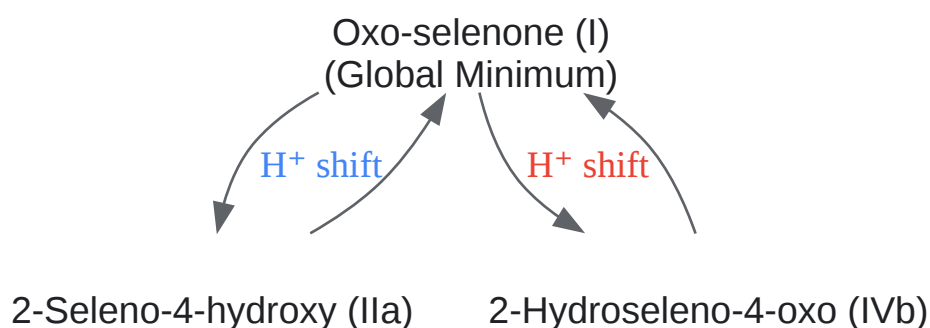 Oxo-selenone (I)
(Global Minimum)
H⁺ shift
H⁺ shift
2-Seleno-4-hydroxy (IIa)
2-Hydroseleno-4-oxo (IVb)